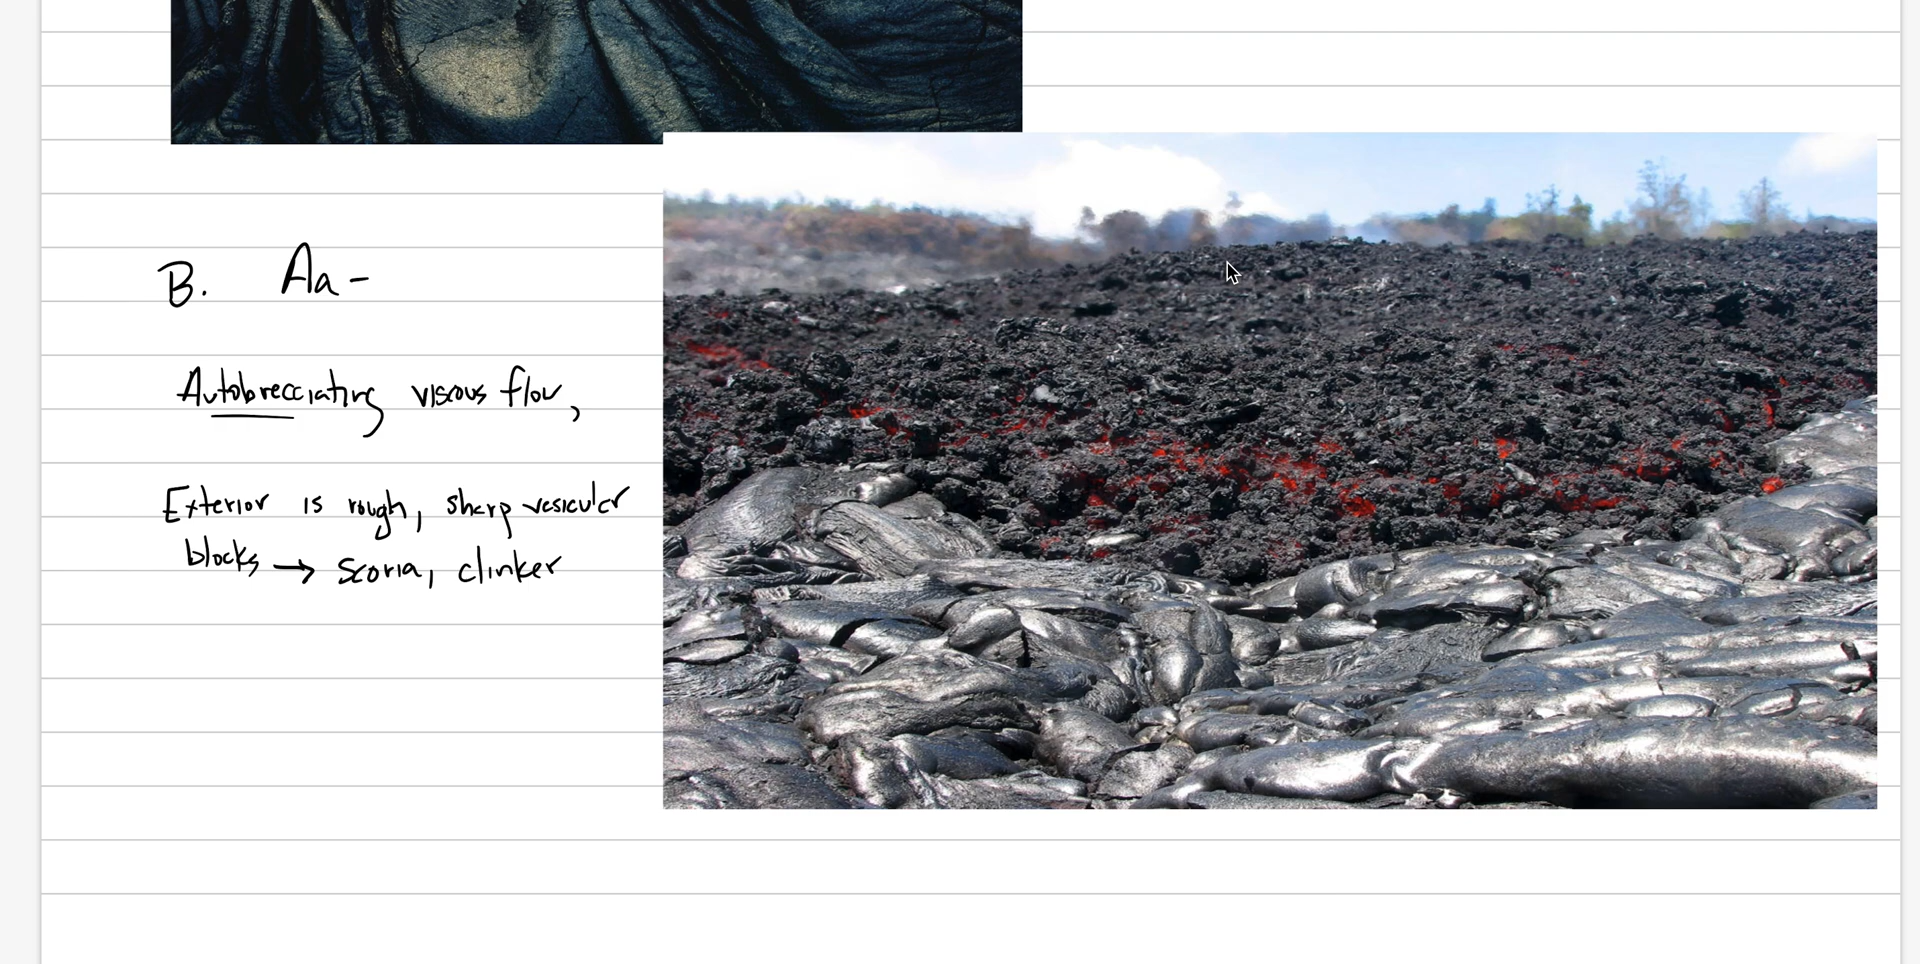 B. Aa-
Autobrecciating viscous flow,
Exterior is rough, sharp vesicular
blocks → scoria, clinker